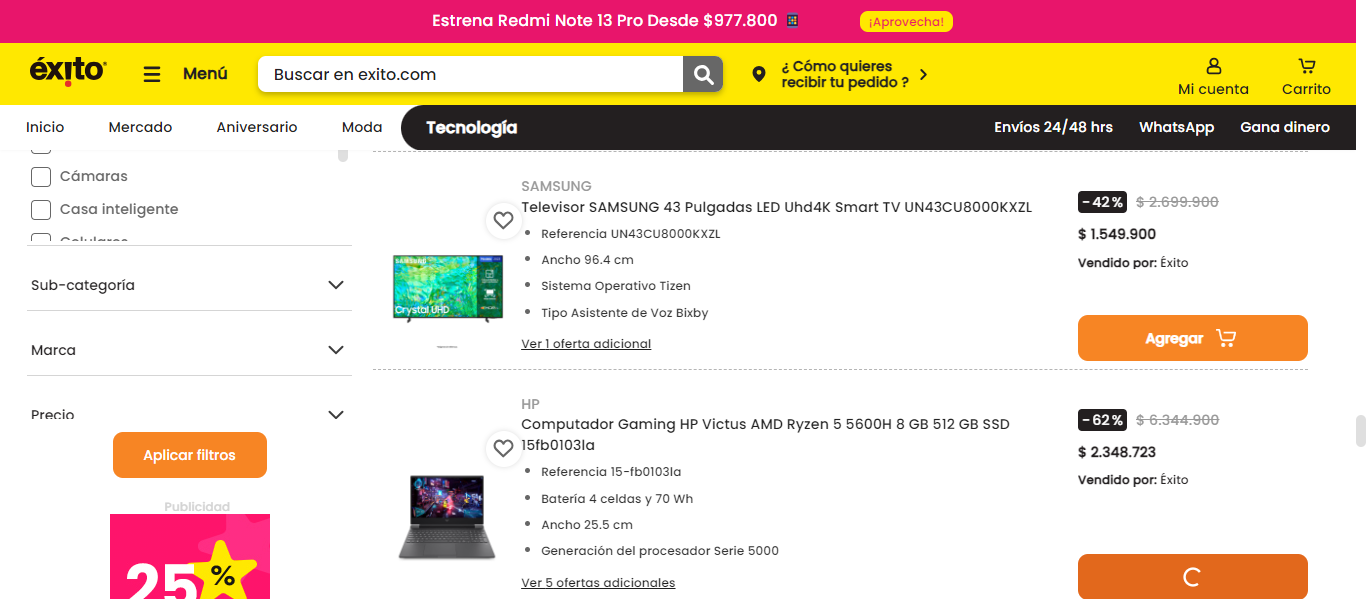 Estrena Redmi Note 13 Pro Desde $977.800
¡Aprovecha!
éxito
Menú
Buscar en exito.com
¿ Cómo quieres
recibir tu pedido ?
Mi cuenta
Carrito
Inicio
Mercado
Aniversario
Moda
Tecnología
Envíos 24/48 hrs
WhatsApp
Gana dinero
Cámaras
Casa inteligente
Celulares
Sub-categoría
Marca
Precio
Aplicar filtros
Publicidad
25%
SAMSUNG
Televisor SAMSUNG 43 Pulgadas LED Uhd4K Smart TV UN43CU8000KXZL
Referencia UN43CU8000KXZL
Ancho 96.4 cm
Sistema Operativo Tizen
Tipo Asistente de Voz Bixby
Ver 1 oferta adicional
SAMSUNG
Crystal UHD
-42%
$ 2.699.900
$ 1.549.900
Vendido por: Éxito
Agregar
HP
Computador Gaming HP Victus AMD Ryzen 5 5600H 8 GB 512 GB SSD
15fb0103la
Referencia 15-fb0103la
Batería 4 celdas y 70 Wh
Ancho 25.5 cm
Generación del procesador Serie 5000
Ver 5 ofertas adicionales
-62%
$ 6.344.900
$ 2.348.723
Vendido por: Éxito